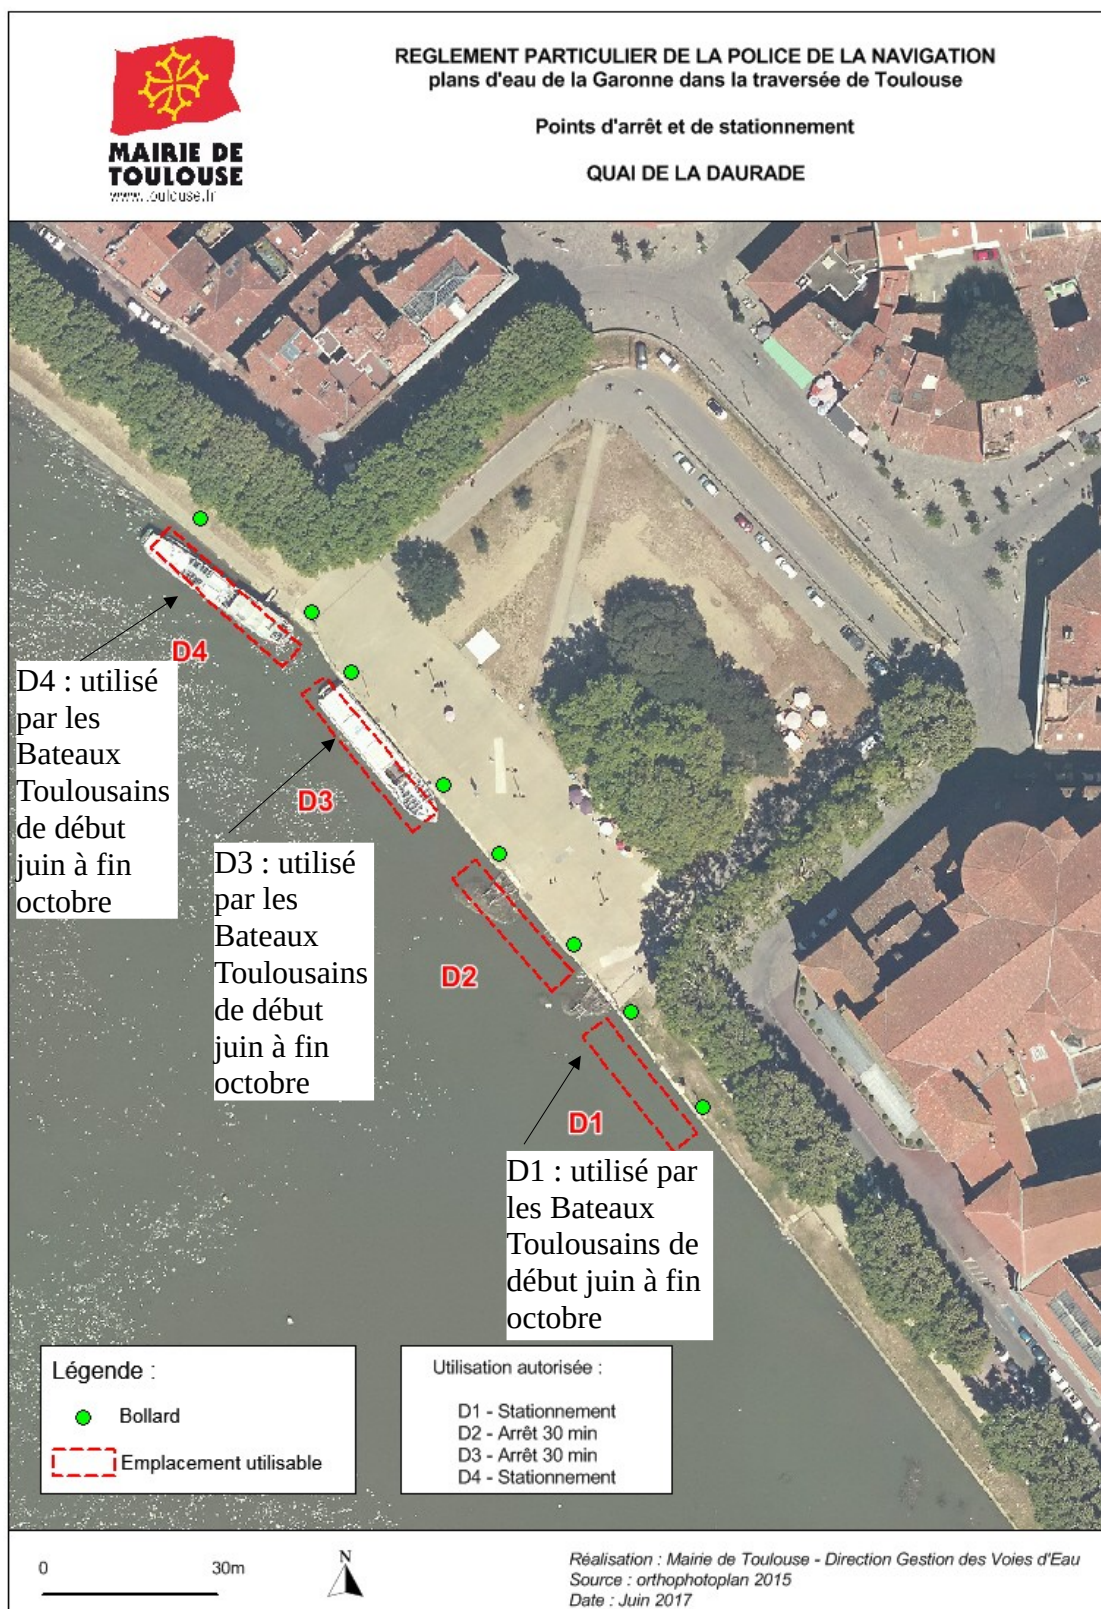 REGLEMENT PARTICULIER DE LA POLICE DE LA NAVIGATION
plans d'eau de la Garonne dans la traversée de Toulouse
Points d'arrêt et de stationnement
QUAI DE LA DAURADE
MAIRIE DE
TOULOUSE
www.toulouse.fr
D4
D4 : utilisé
par les
Bateaux
Toulousains
de début
juin à fin
octobre
D3
D3 : utilisé
par les
Bateaux
Toulousains
de début
juin à fin
octobre
D2
D1
D1 : utilisé par
les Bateaux
Toulousains de
début juin à fin
octobre
Légende :
Bollard
Emplacement utilisable
Utilisation autorisée :
D1 - Stationnement
D2 - Arrêt 30 min
D3 - Arrêt 30 min
D4 - Stationnement
0 30m
N
Réalisation : Mairie de Toulouse - Direction Gestion des Voies d'Eau
Source : orthophotoplan 2015
Date : Juin 2017